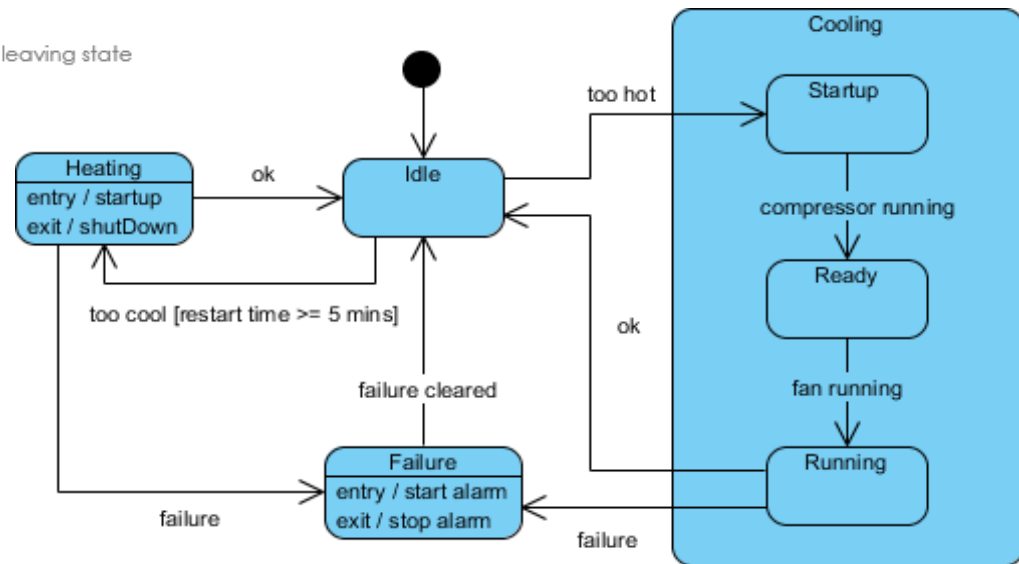 Cooling
leaving state
Startup
too hot
Heating
entry / startup
exit / shutDown
ok
Idle
compressor running
Ready
too cool [restart time >= 5 mins]
ok
failure cleared
fan running
Failure
entry / start alarm
exit / stop alarm
Running
failure
failure